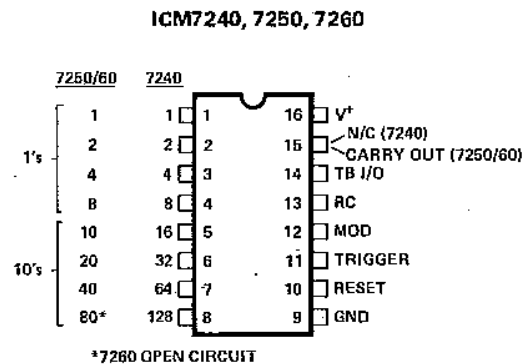 ICM7240, 7250, 7260
7250/60 7240
1 1 1 16 V+
N/C (7240)
2 2 2 15
CARRY OUT (7250/60)
1's
4 4 3 14 TB I/O
8 8 4 13 RC
10 16 5 12 MOD
20 32 6 11 TRIGGER
10's
40 64 7 10 RESET
80* 128 8 9 GND
*7260 OPEN CIRCUIT